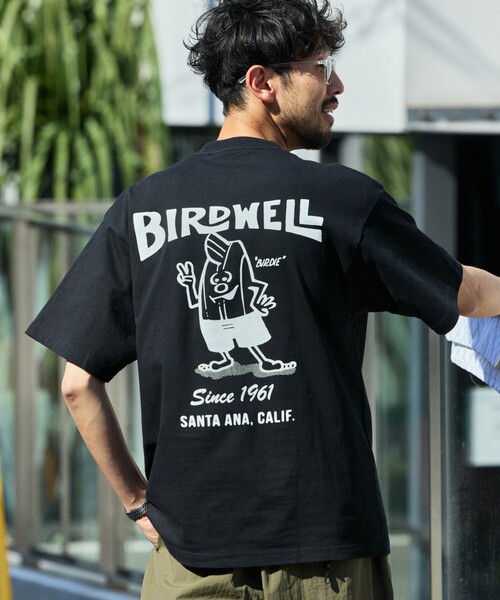 BIRDWELL
"BIRDIE"
Since 1961
SANTA ANA, CALIF.